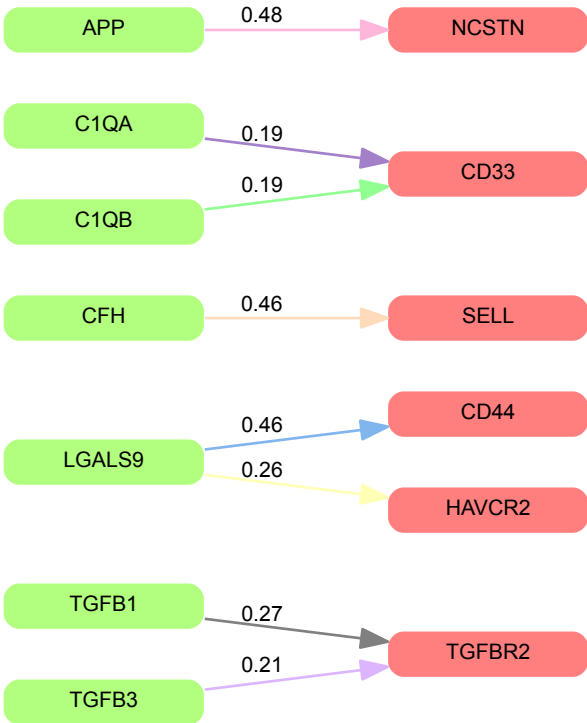 APP 0.48 NCSTN
C1QA 0.19
CD33
C1QB 0.19
CFH 0.46 SELL
CD44
LGALS9 0.46
0.26
HAVCR2
TGFB1 0.27
TGFBR2
TGFB3 0.21